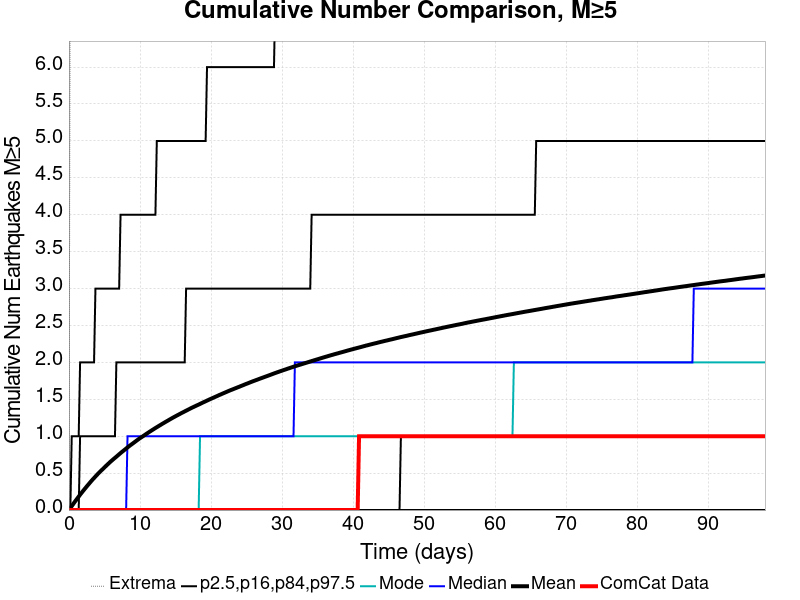 Cumulative Number Comparison, M≥5
Cumulative Num Earthquakes M≥5
6.0
5.5
5.0
4.5
4.0
3.5
3.0
2.5
2.0
1.5
1.0
0.5
0.0
0 10 20 30 40 50 60 70 80 90
Time (days)
Extrema p2.5,p16,p84,p97.5 Mode Median Mean ComCat Data